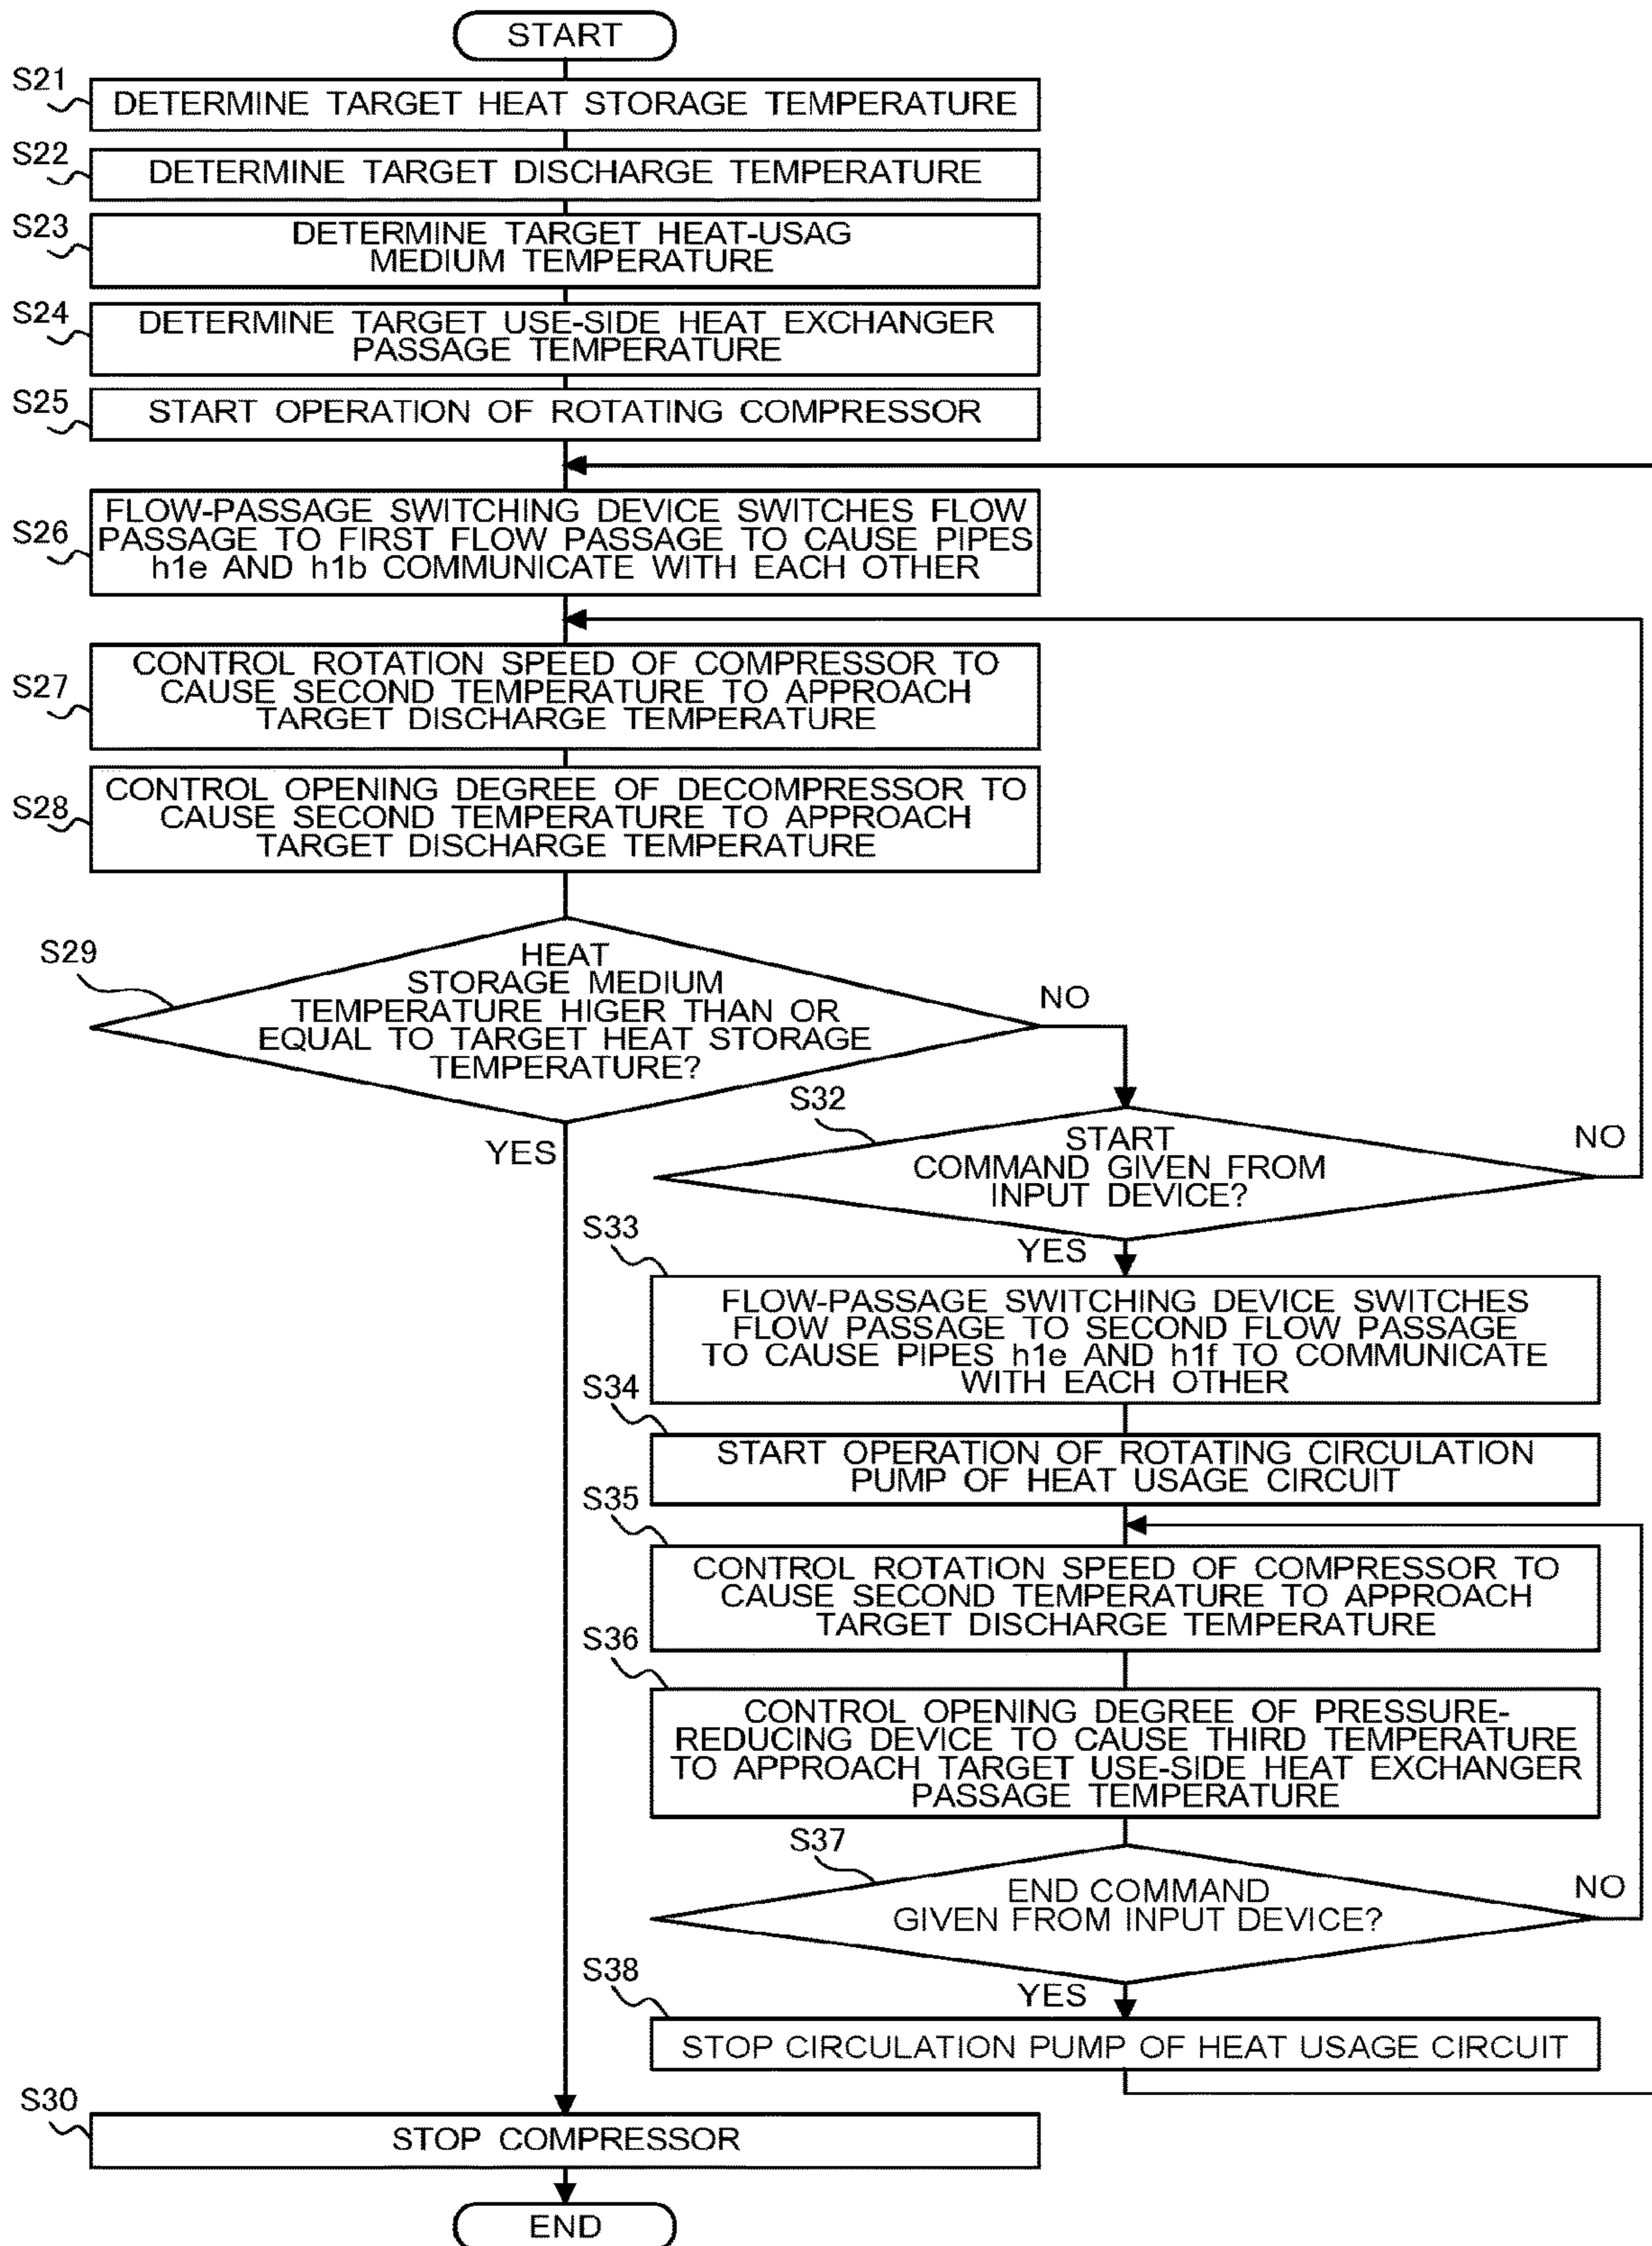 START
S21
DETERMINE TARGET HEAT STORAGE TEMPERATURE
S22
DETERMINE TARGET DISCHARGE TEMPERATURE
S23
DETERMINE TARGET HEAT-USAG
MEDIUM TEMPERATURE
S24
DETERMINE TARGET USE-SIDE HEAT EXCHANGER
PASSAGE TEMPERATURE
S25
START OPERATION OF ROTATING COMPRESSOR
S26
FLOW-PASSAGE SWITCHING DEVICE SWITCHES FLOW
PASSAGE TO FIRST FLOW PASSAGE TO CAUSE PIPES
h1e AND h1b COMMUNICATE WITH EACH OTHER
S27
CONTROL ROTATION SPEED OF COMPRESSOR TO
CAUSE SECOND TEMPERATURE TO APPROACH
TARGET DISCHARGE TEMPERATURE
S28
CONTROL OPENING DEGREE OF DECOMPRESSOR TO
CAUSE SECOND TEMPERATURE TO APPROACH
TARGET DISCHARGE TEMPERATURE
S29
HEAT
STORAGE MEDIUM
TEMPERATURE HIGER THAN OR
EQUAL TO TARGET HEAT STORAGE
TEMPERATURE?
NO
YES
S32
START
COMMAND GIVEN FROM
INPUT DEVICE?
NO
YES
S33
FLOW-PASSAGE SWITCHING DEVICE SWITCHES
FLOW PASSAGE TO SECOND FLOW PASSAGE
TO CAUSE PIPES h1e AND h1f TO COMMUNICATE
WITH EACH OTHER
S34
START OPERATION OF ROTATING CIRCULATION
PUMP OF HEAT USAGE CIRCUIT
S35
CONTROL ROTATION SPEED OF COMPRESSOR TO
CAUSE SECOND TEMPERATURE TO APPROACH
TARGET DISCHARGE TEMPERATURE
S36
CONTROL OPENING DEGREE OF PRESSURE-
REDUCING DEVICE TO CAUSE THIRD TEMPERATURE
TO APPROACH TARGET USE-SIDE HEAT EXCHANGER
PASSAGE TEMPERATURE
S37
END COMMAND
GIVEN FROM INPUT DEVICE?
NO
YES
S38
STOP CIRCULATION PUMP OF HEAT USAGE CIRCUIT
S30
STOP COMPRESSOR
END